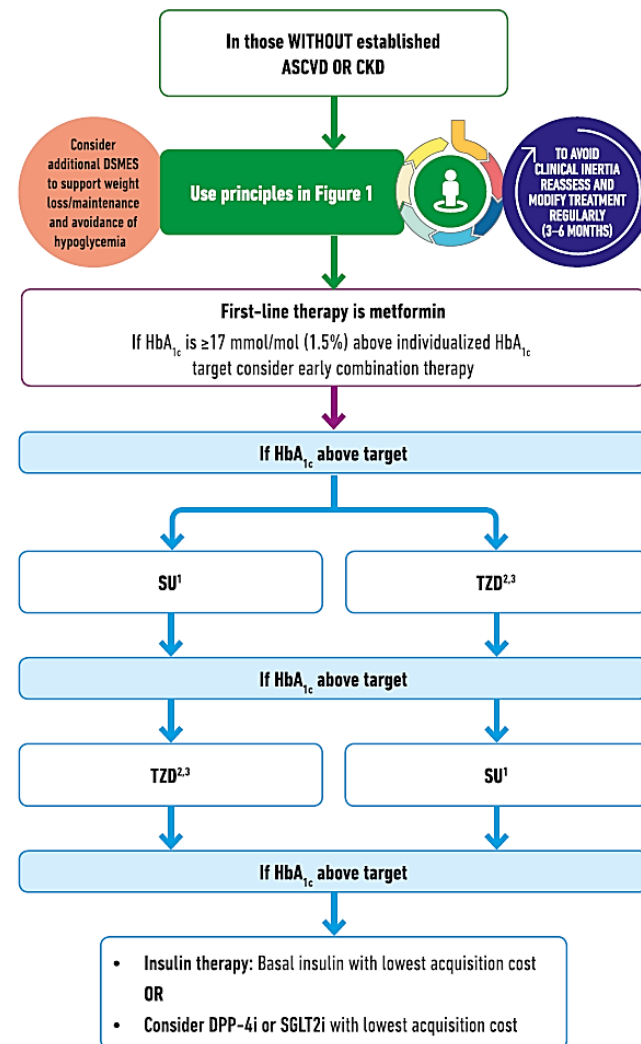 In those WITHOUT established
ASCVD OR CKD
Consider
additional DSMES
to support weight
loss/maintenance
and avoidance of
hypoglycemia
Use principles in Figure 1
TO AVOID
CLINICAL INERTIA
REASSESS AND
MODIFY TREATMENT
REGULARLY
(3–6 MONTHS)
First-line therapy is metformin
If HbA1c is ≥17 mmol/mol (1.5%) above individualized HbA1c
target consider early combination therapy
If HbA1c above target
SU¹
TZD²,³
If HbA1c above target
TZD²,³
SU¹
If HbA1c above target
• Insulin therapy: Basal insulin with lowest acquisition cost
OR
• Consider DPP-4i or SGLT2i with lowest acquisition cost